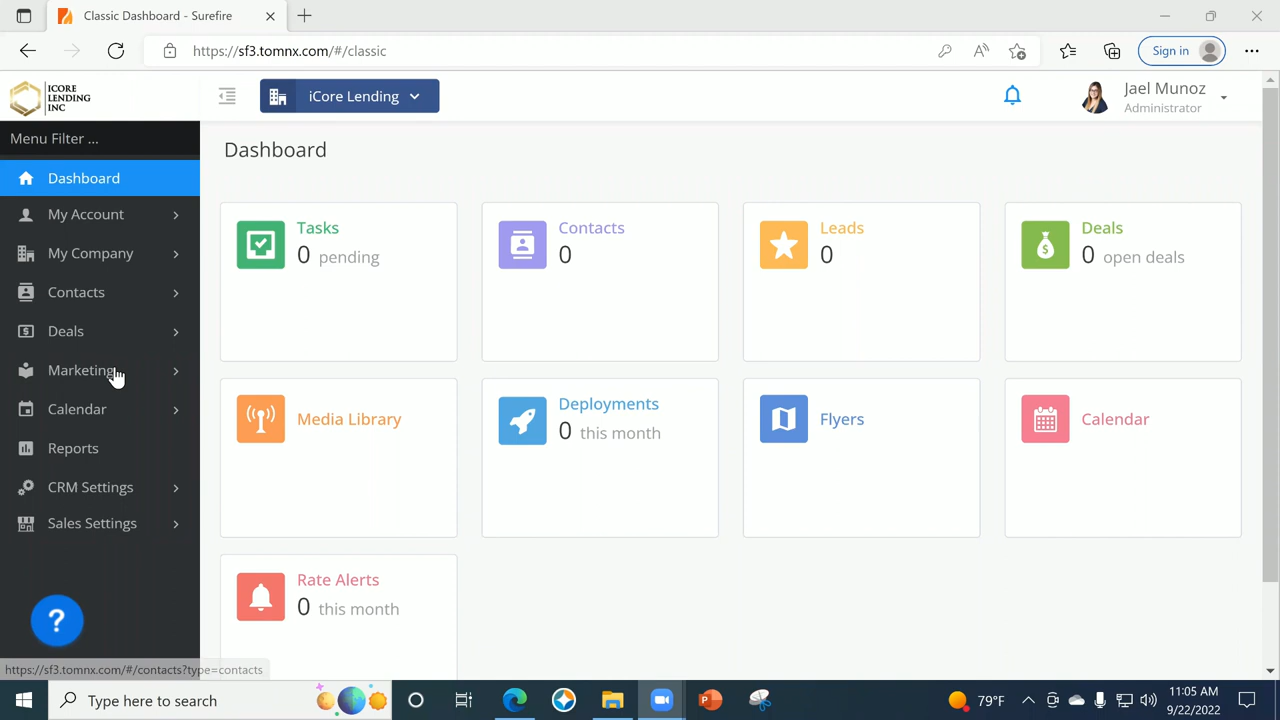 Classic Dashboard - Surefire
https://sf3.tomnx.com/#/classic
Sign in
ICORE
LENDING
INC
iCore Lending
Jael Munoz
Administrator
Menu Filter ...
Dashboard
My Account
My Company
Contacts
Deals
Marketing
Calendar
Reports
CRM Settings
Sales Settings
?
Dashboard
Tasks
0 pending
Contacts
0
Leads
0
Deals
0 open deals
Media Library
Deployments
0 this month
Flyers
Calendar
Rate Alerts
0 this month
https://sf3.tomnx.com/#/contacts?type=contacts
Type here to search
79°F
11:05 AM
9/22/2022